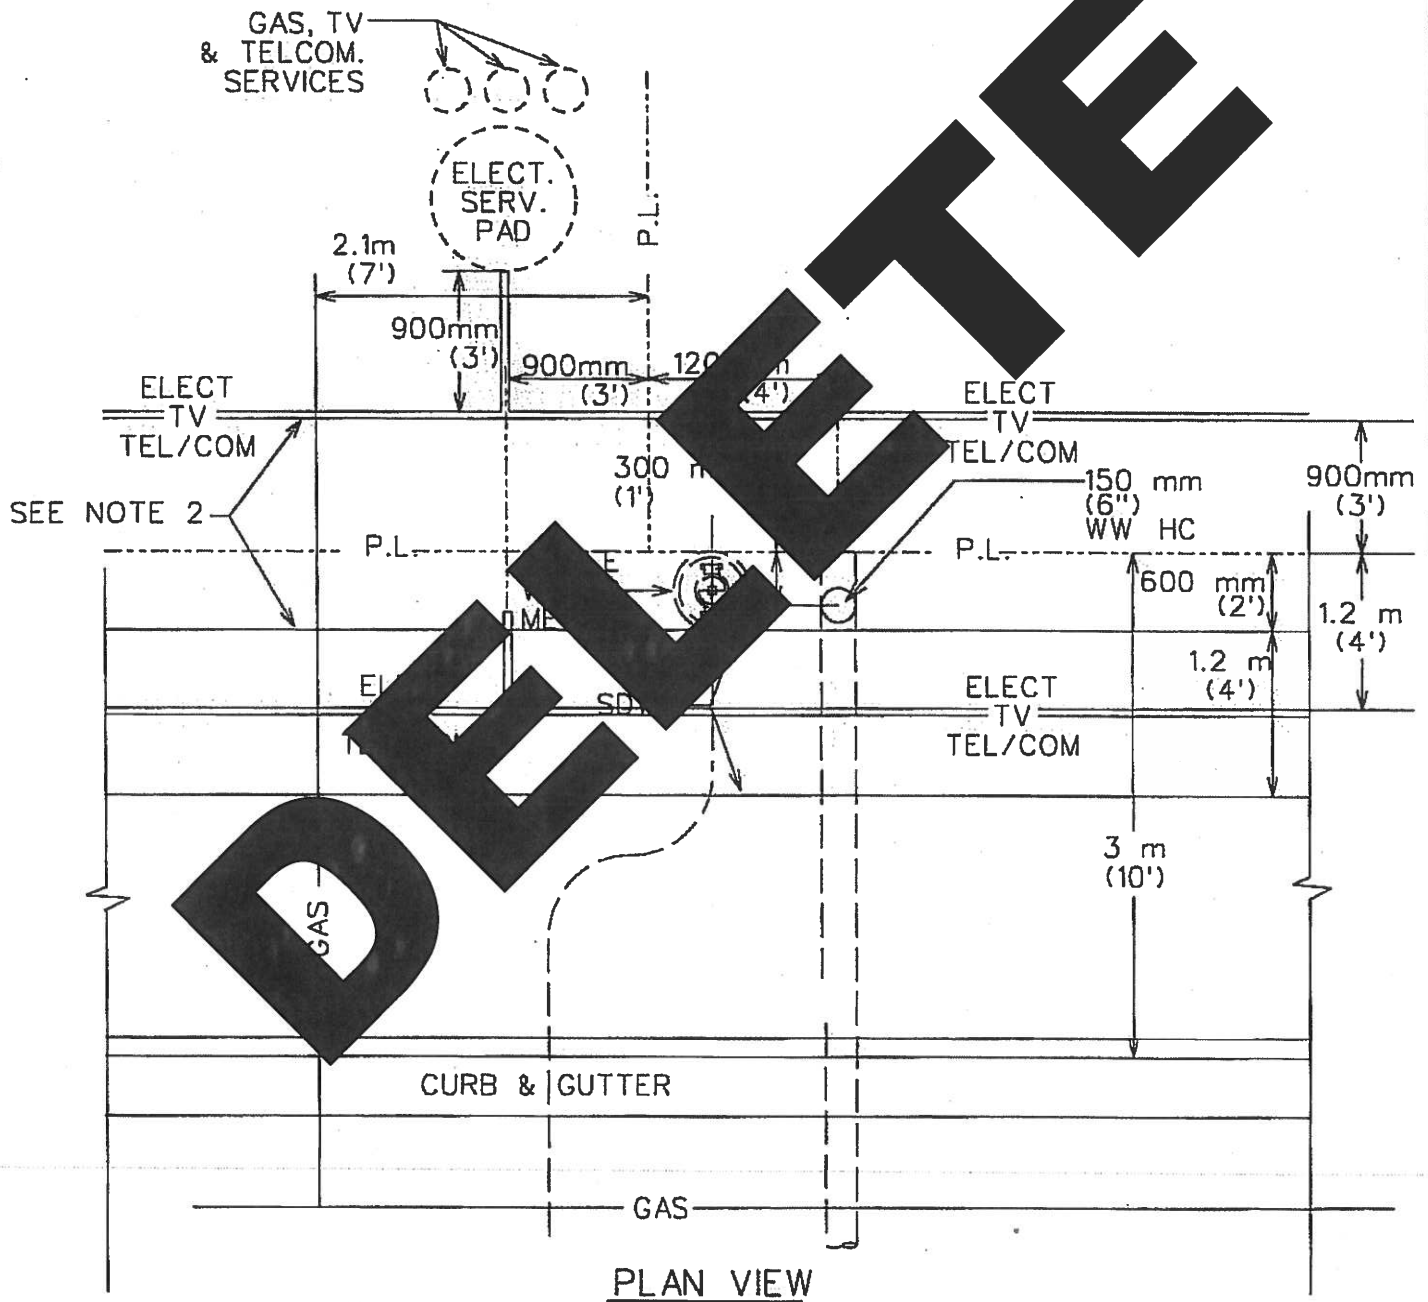 GAS, TV
& TELCOM.
SERVICES
ELECT.
SERV.
PAD
P.L.
2.1m
(7')
900mm
(3')
900mm
(3')
(4')
ELECT
TV
TEL/COM
ELECT
TV
TEL/COM
300
(1')
150 mm
(6")
WW HC
900mm
(3')
SEE NOTE 2
P.L.
P.L.
600 mm
(2')
1.2 m
(4')
1.2 m
(4')
ELECT
TV
TEL/COM
3 m
(10')
GAS
CURB & GUTTER
GAS
PLAN VIEW
DELETE